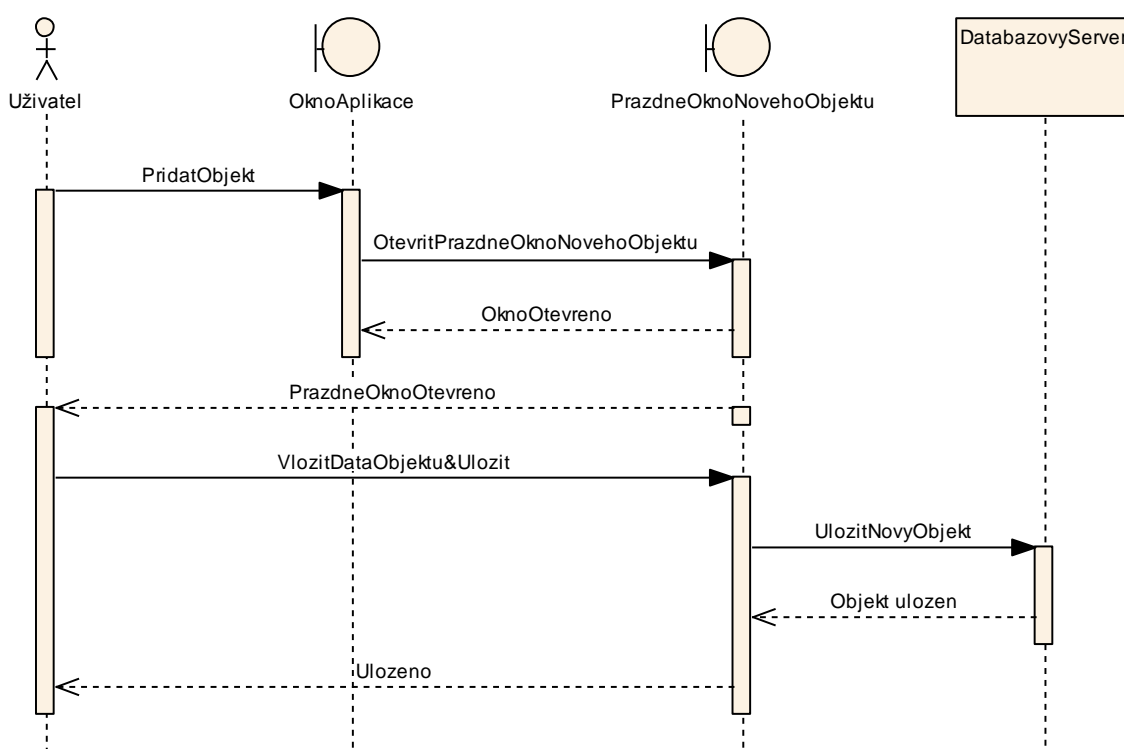 DatabazovyServer
Uživatel
OknoAplikace
PrazdneOknoNovehoObjektu
PridatObjekt
OtevritPrazdneOknoNovehoObjektu
OknoOtevreno
PrazdneOknoOtevreno
VlozitDataObjektu&Ulozit
UlozitNovyObjekt
Objekt ulozen
Ulozeno